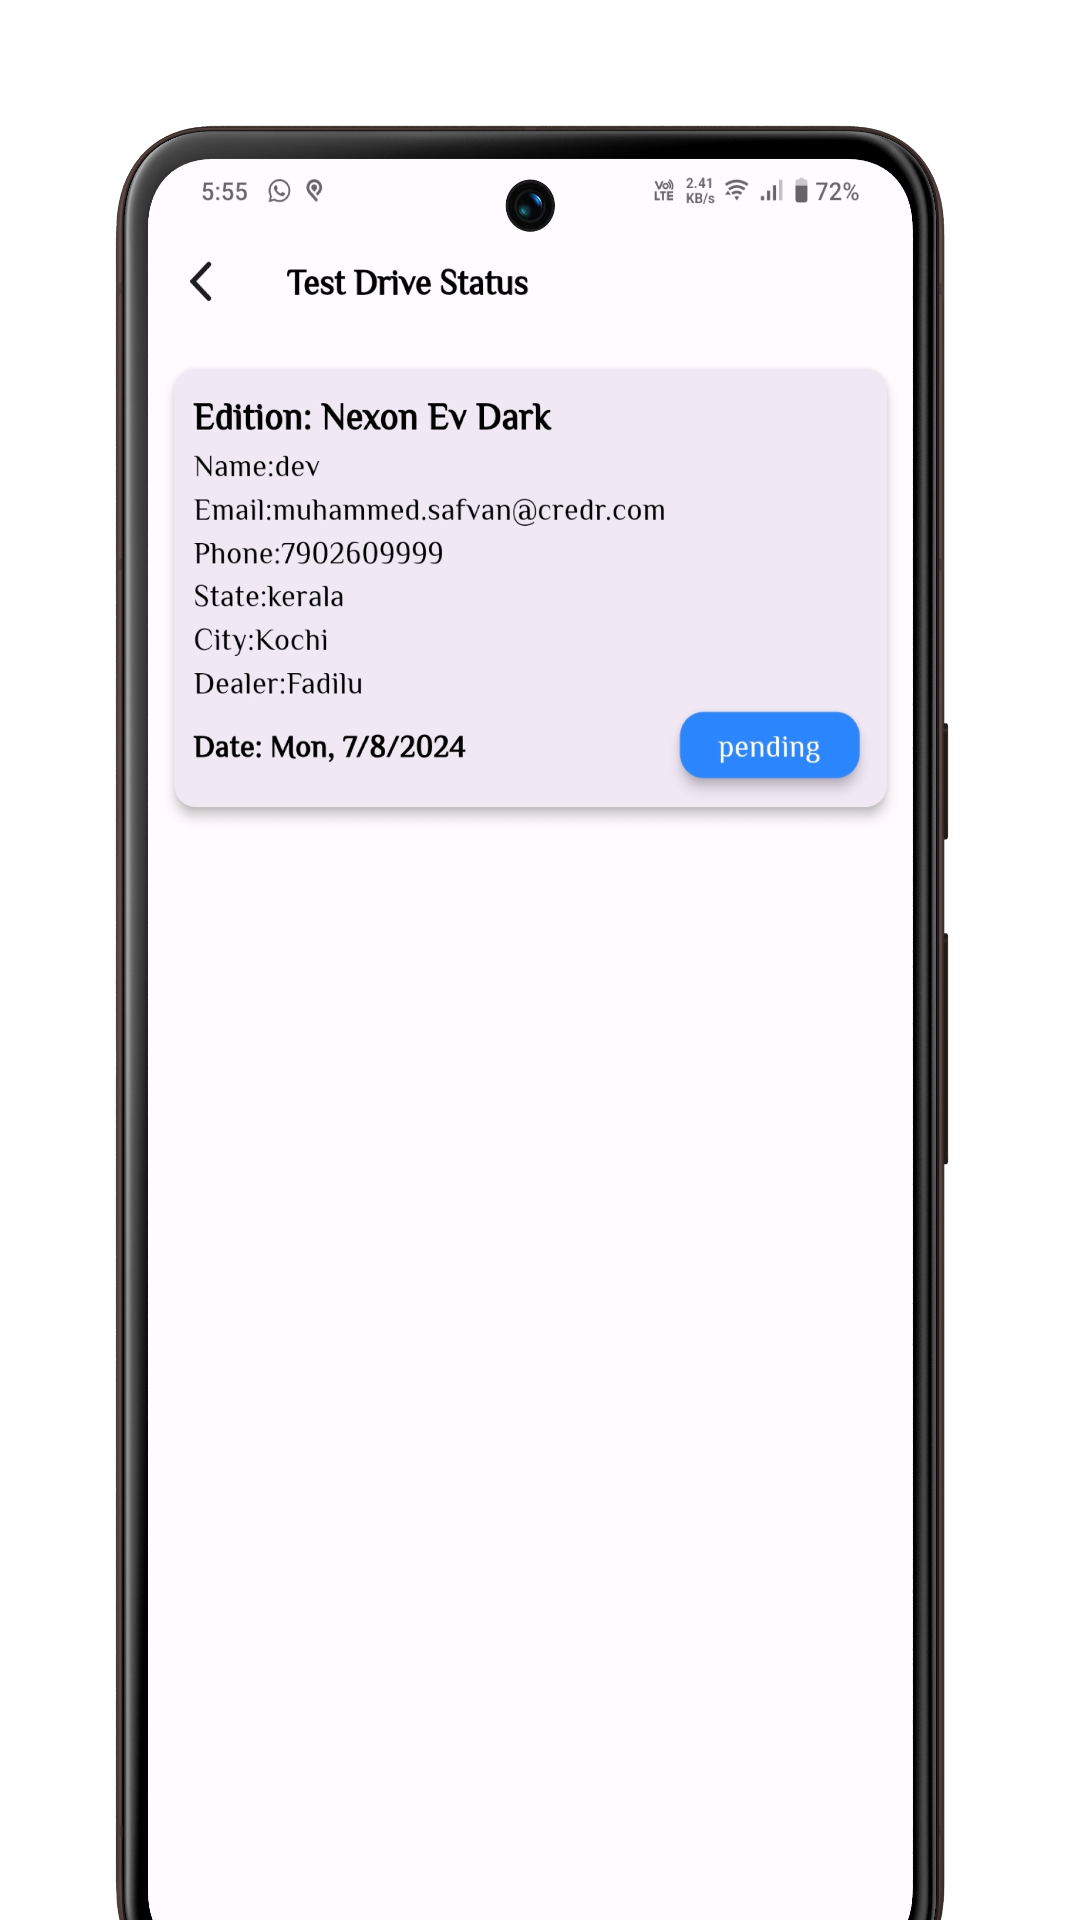 5:55
Vo)) LTE 2.41 KB/s 72%
Test Drive Status
Edition: Nexon Ev Dark
Name:dev
Email:muhammed.safvan@credr.com
Phone:7902609999
State:kerala
City:Kochi
Dealer:Fadilu
Date: Mon, 7/8/2024
pending